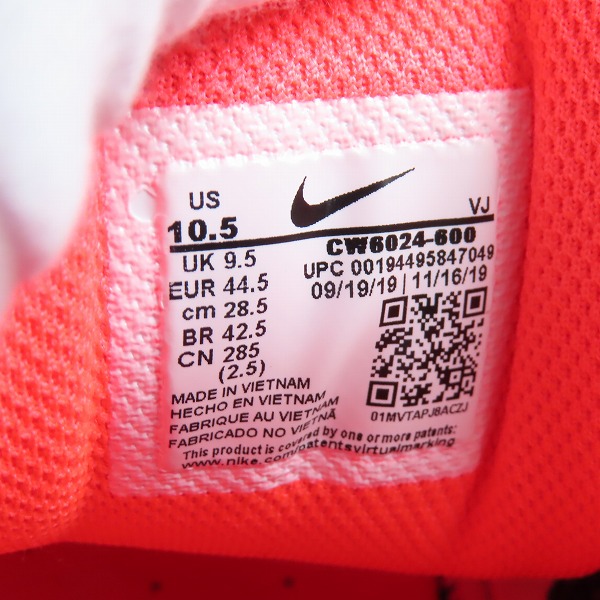 US
10.5
UK 9.5
EUR 44.5
cm 28.5
BR 42.5
CN 285
(2.5)
VJ
CW6024-600
UPC 00194495847049
09/19/19 | 11/16/19
01MVTAPJ8ACZJ
MADE IN VIETNAM
HECHO EN VIETNAM
FABRIQUE AU VIETNAM
FABRICADO NO VIETNÃ
This product is covered by one or more patents:
www.nike.com/patentsvirtualmarking